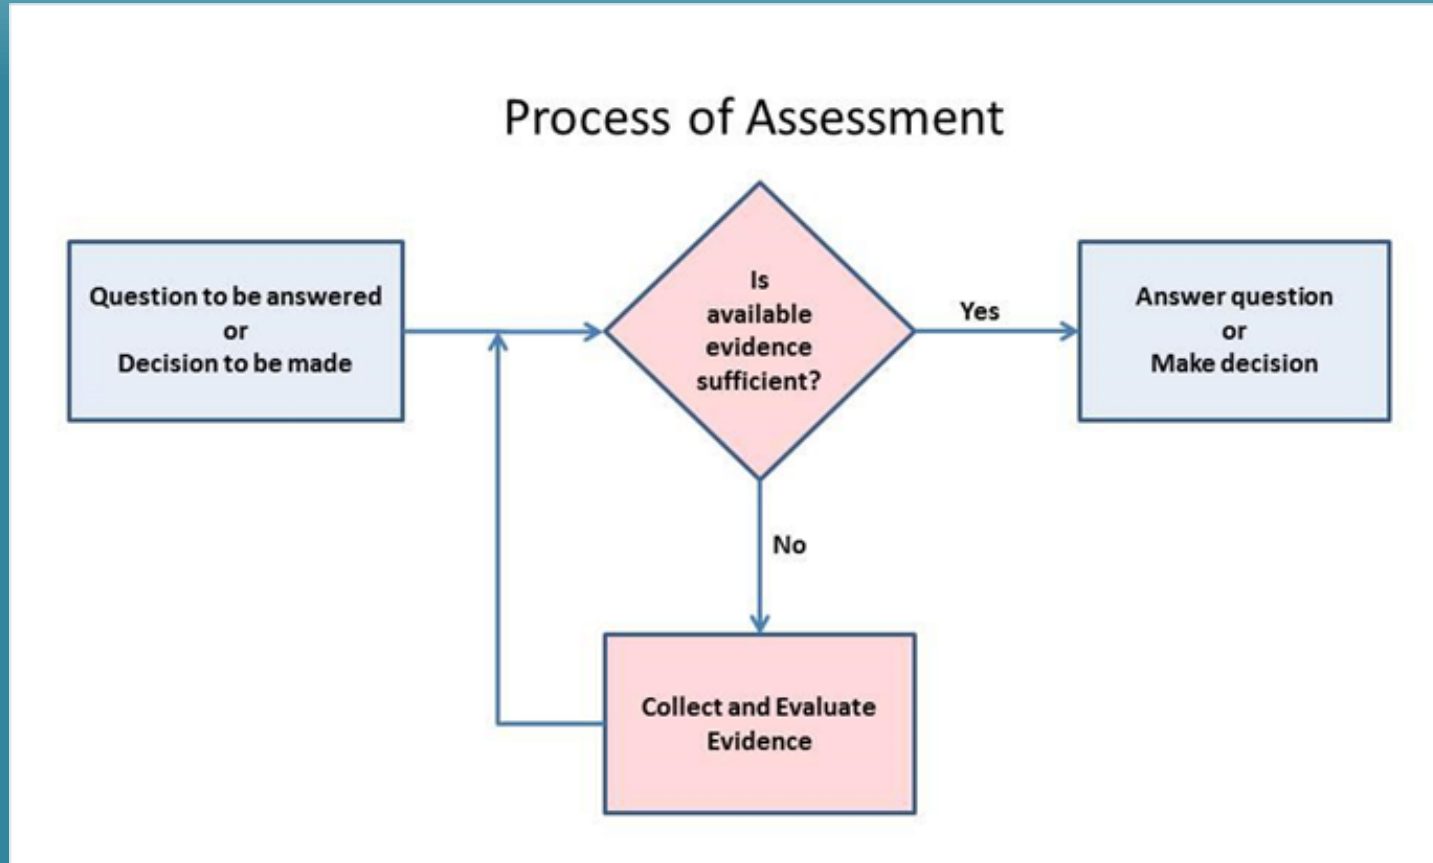 Process of Assessment
Question to be answered
or
Decision to be made
Is
available
evidence
sufficient?
Yes
Answer question
or
Make decision
No
Collect and Evaluate
Evidence